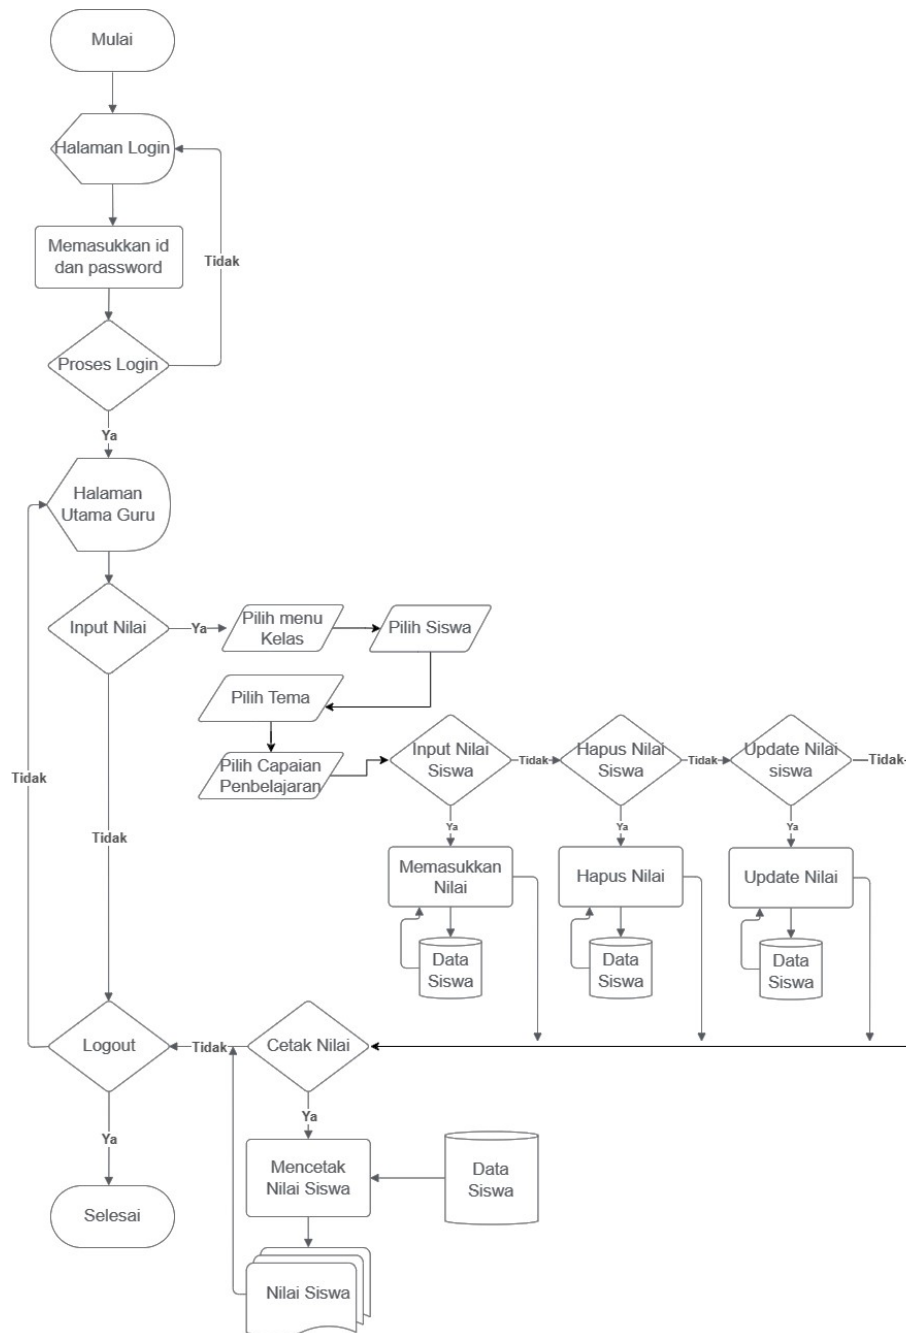 Mulai
Halaman Login
Memasukkan id
dan password
Tidak
Proses Login
Ya
Halaman
Utama Guru
Input Nilai
Ya
Pilih menu
Kelas
Pilih Siswa
Pilih Tema
Pilih Capaian
Penbelajaran
Input Nilai
Siswa
Tidak
Hapus Nilai
Siswa
Tidak
Update Nilai
siswa
Tidak
Tidak
Tidak
Ya
Ya
Ya
Memasukkan
Nilai
Hapus Nilai
Update Nilai
Data
Siswa
Data
Siswa
Data
Siswa
Logout
Tidak
Cetak Nilai
Ya
Ya
Mencetak
Nilai Siswa
Data
Siswa
Selesai
Nilai Siswa